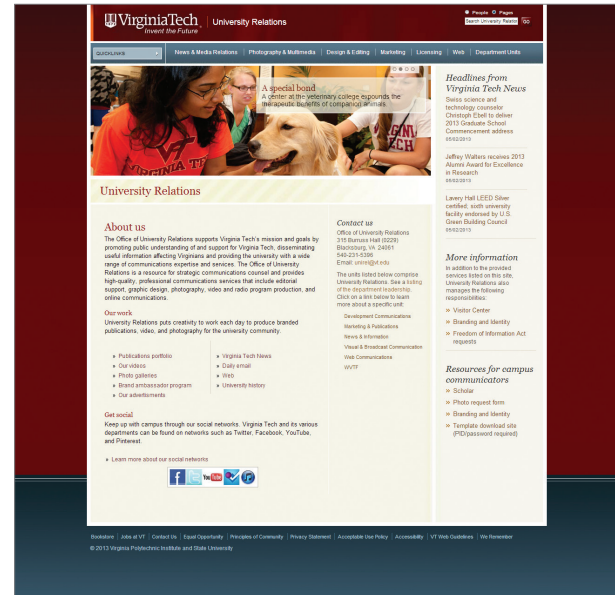 VirginiaTech
Invent the Future
University Relations
People Pages
Search University Relatio
GO
QUICKLINKS
News & Media Relations | Photography & Multimedia | Design & Editing | Marketing | Licensing | Web | Department Units
A special bond
A center at the veterinary college espounds the
therapeutic benefits of companion animals.
University Relations
About us
The Office of University Relations supports Virginia Tech's mission and goals by
promoting public understanding of and support for Virginia Tech, disseminating
useful information affecting Virginians and providing the university with a wide
range of communications expertise and services. The Office of University
Relations is a resource for strategic communications counsel and provides
high-quality, professional communications services that include editorial
support, graphic design, photography, video and radio program production, and
online communications.
Our work
University Relations puts creativity to work each day to produce branded
publications, video, and photography for the university community.
» Publications portfolio
» Our videos
» Photo galleries
» Brand ambassador program
» Our advertisments
» Virginia Tech News
» Daily email
» Web
» University history
Get social
Keep up with campus through our social networks. Virginia Tech and its various
departments can be found on networks such as Twitter, Facebook, YouTube,
and Pinterest.
» Learn more about our social networks
You Tube
Contact us
Office of University Relations
315 Burruss Hall (0229)
Blacksburg, VA 24061
540-231-5396
Email: unirel@vt.edu
The units listed below comprise
University Relations. See a listing
of the department leadership.
Click on a link below to learn
more about a specific unit:
Development Communications
Marketing & Publications
News & Information
Visual & Broadcast Communication
Web Communications
WVTF
Headlines from
Virginia Tech News
Swiss science and
technology counselor
Christoph Ebell to deliver
2013 Graduate School
Commencement address
05/02/2013
Jeffrey Walters receives 2013
Alumni Award for Excellence
in Research
05/02/2013
Lavery Hall LEED Silver
certified, sixth university
facility endorsed by U.S.
Green Building Council
05/02/2013
More information
In addition to the provided
services listed on this site,
University Relations also
manages the following
responsibilities:
» Visitor Center
» Branding and Identity
» Freedom of Information Act
requests
Resources for campus
communicators
» Scholar
» Photo request form
» Branding and Identity
» Template download site
(PID/password required)
Bookstore | Jobs at VT | Contact Us | Equal Opportunity | Principles of Community | Privacy Statement | Acceptable Use Policy | Accessibility | VT Web Guidelines | We Remember
© 2013 Virginia Polytechnic Institute and State University